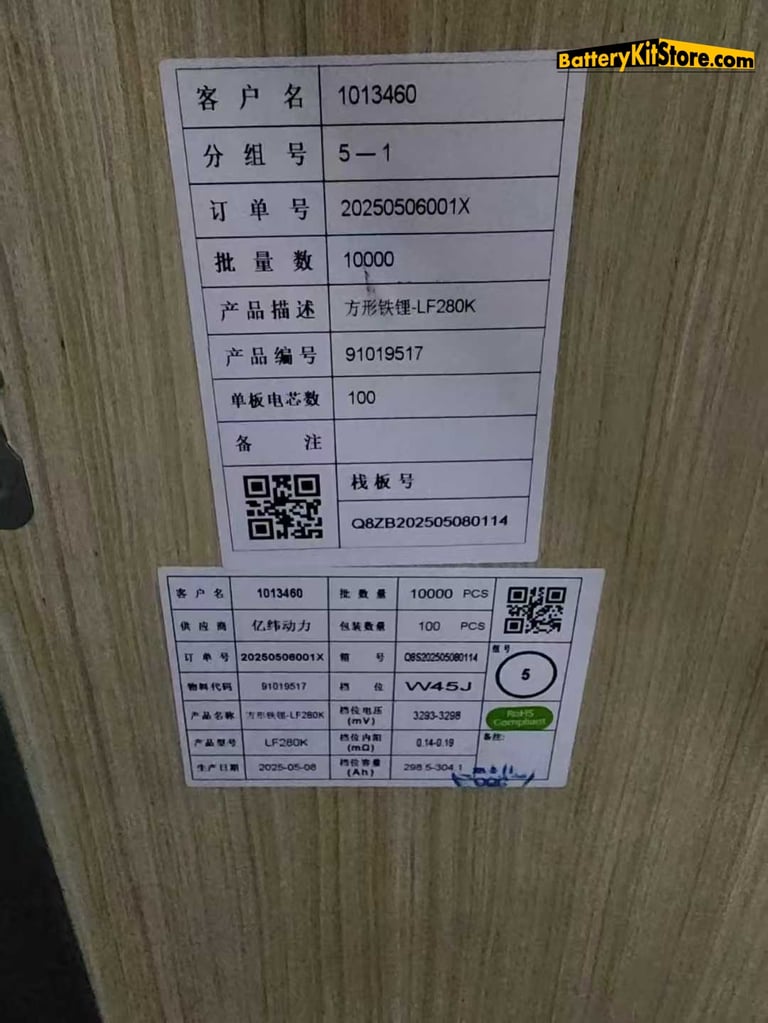 BatteryKitStore.com
客户名 1013460
分组号 5—1
订单号 20250506001X
批量数 10000
产品描述 方形铁锂-LF280K
产品编号 91019517
单板电芯数 100
备注
栈板号
Q8ZB202505080114
客户名 1013460 批数量 10000 PCS
供应商 亿纬动力 包装数量 100 PCS
订单号 20250506001X 箱号 Q8S202505080114 组号
物料代码 91019517 档位 W45J 5
产品名称 方形铁锂-LF280K 档位电压(mV) 3293-3298 RoHS Compliant
产品型号 LF280K 档位内阻(mΩ) 0.14-0.19 备注:
生产日期 2025-05-08 档位容量(Ah) 298.5-304.1